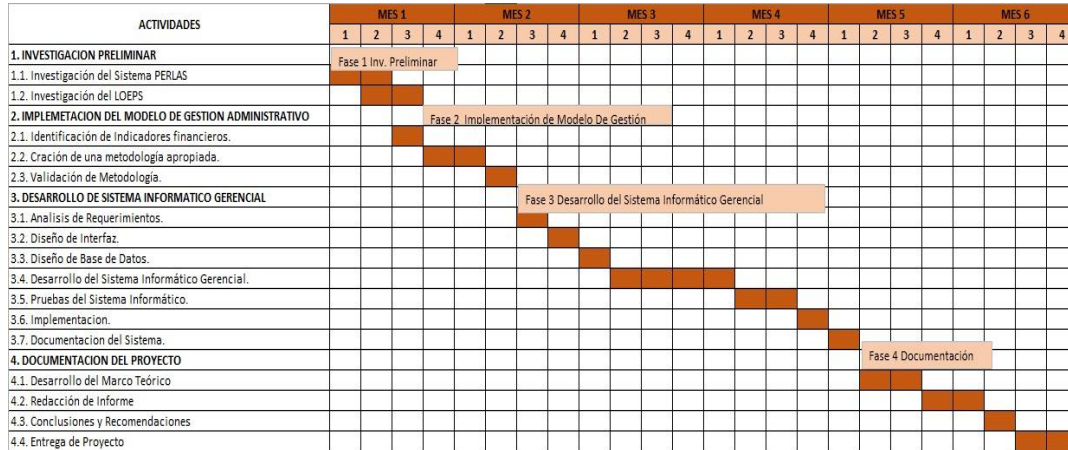 ACTIVIDADES
MES 1 MES 2 MES 3 MES 4 MES 5 MES 6
1 2 3 4 1 2 3 4 1 2 3 4 1 2 3 4 1 2 3 4 1 2 3 4
1. INVESTIGACION PRELIMINAR
Fase 1 Inv. Preliminar
1.1. Investigación del Sistema PERLAS
1.2. Investigación del LOEPS
2. IMPLEMETACION DEL MODELO DE GESTION ADMINISTRATIVO
Fase 2 Implementación de Modelo De Gestión
2.1. Identificación de Indicadores financieros.
2.2. Cración de una metodología apropiada.
2.3. Validación de Metodología.
3. DESARROLLO DE SISTEMA INFORMATICO GERENCIAL
Fase 3 Desarrollo del Sistema Informático Gerencial
3.1. Analisis de Requerimientos.
3.2. Diseño de Interfaz.
3.3. Diseño de Base de Datos.
3.4. Desarrollo del Sistema Informático Gerencial.
3.5. Pruebas del Sistema Informático.
3.6. Implementacion.
3.7. Documentacion del Sistema.
4. DOCUMENTACION DEL PROYECTO
Fase 4 Documentación
4.1. Desarrollo del Marco Teórico
4.2. Redacción de Informe
4.3. Conclusiones y Recomendaciones
4.4. Entrega de Proyecto